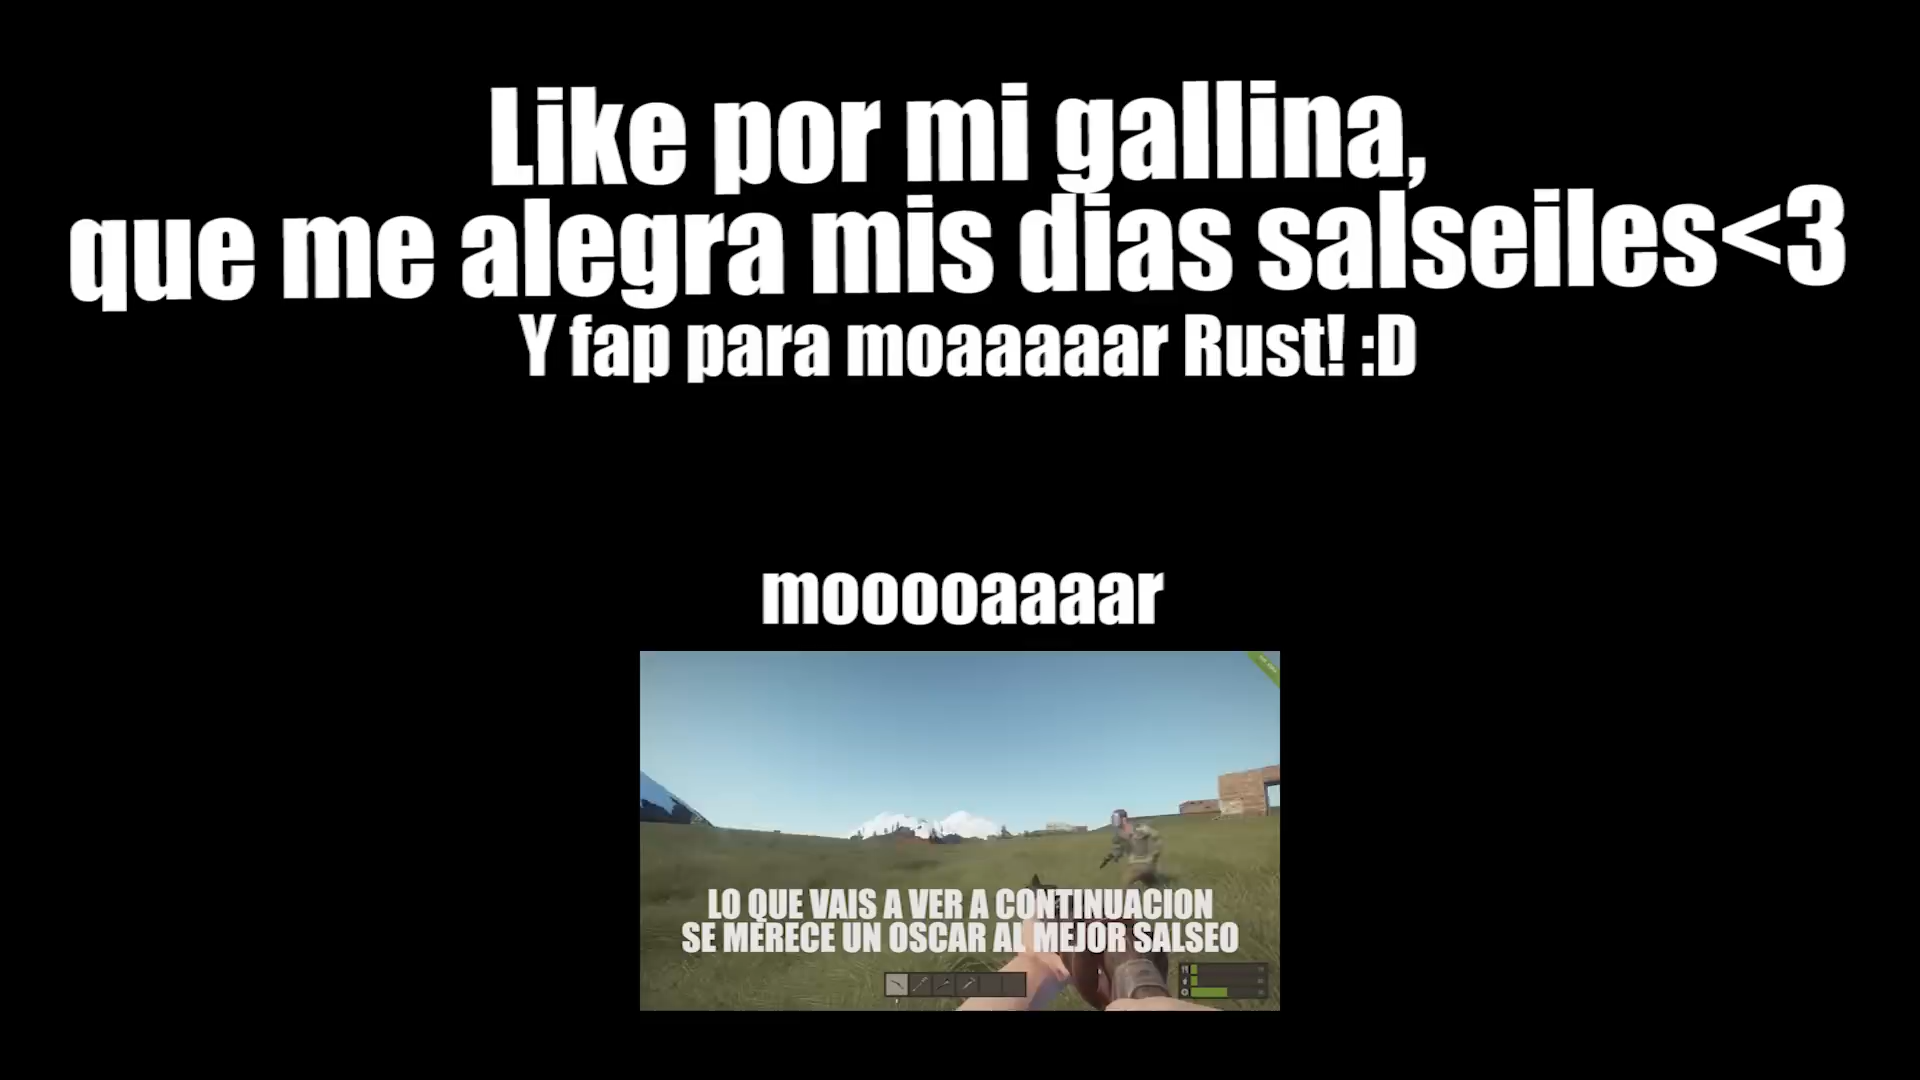 Like por mi gallina,
que me alegra mis dias salseiles<3
Y fap para moaaaaar Rust! :D
mooooaaaar
LO QUE VAIS A VER A CONTINUACION
SE MERECE UN OSCAR AL MEJOR SALSEO